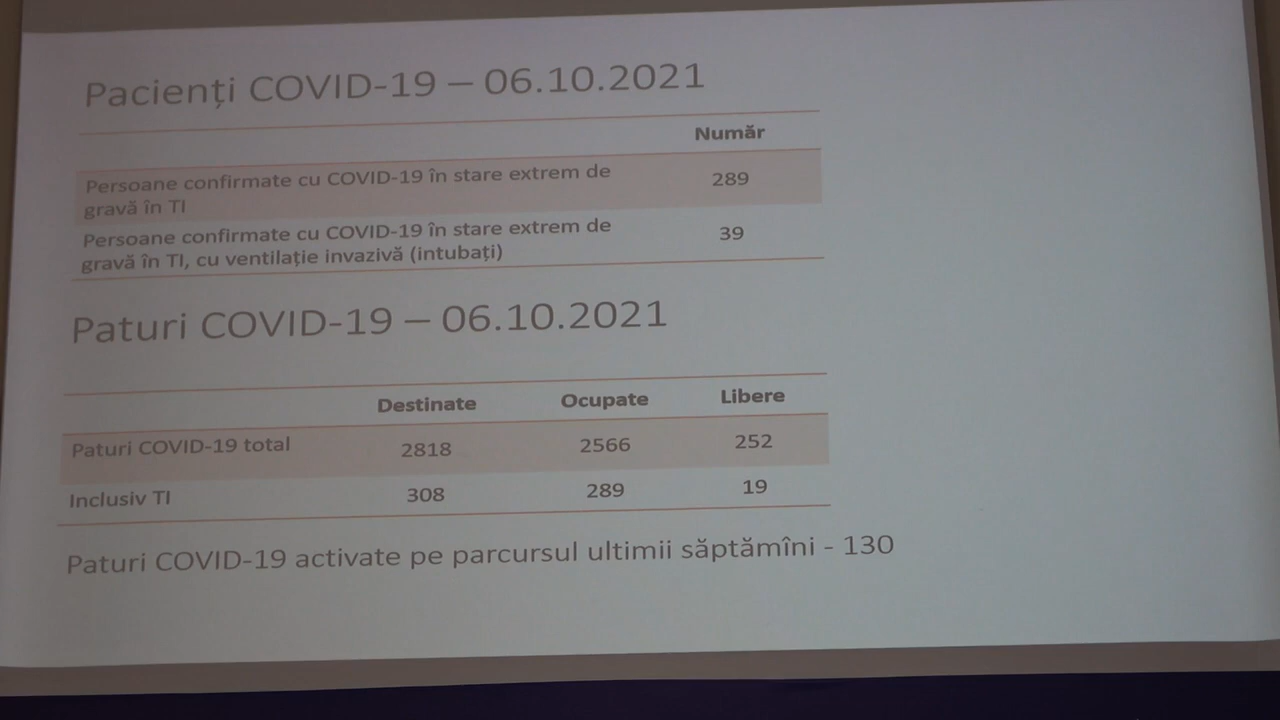 Pacienți COVID-19 – 06.10.2021
Număr
Persoane confirmate cu COVID-19 în stare extrem de
gravă în TI
289
Persoane confirmate cu COVID-19 în stare extrem de
gravă în TI, cu ventilație invazivă (intubați)
39
Paturi COVID-19 – 06.10.2021
Destinate Ocupate Libere
Paturi COVID-19 total 2818 2566 252
Inclusiv TI 308 289 19
Paturi COVID-19 activate pe parcursul ultimii săptămîni - 130